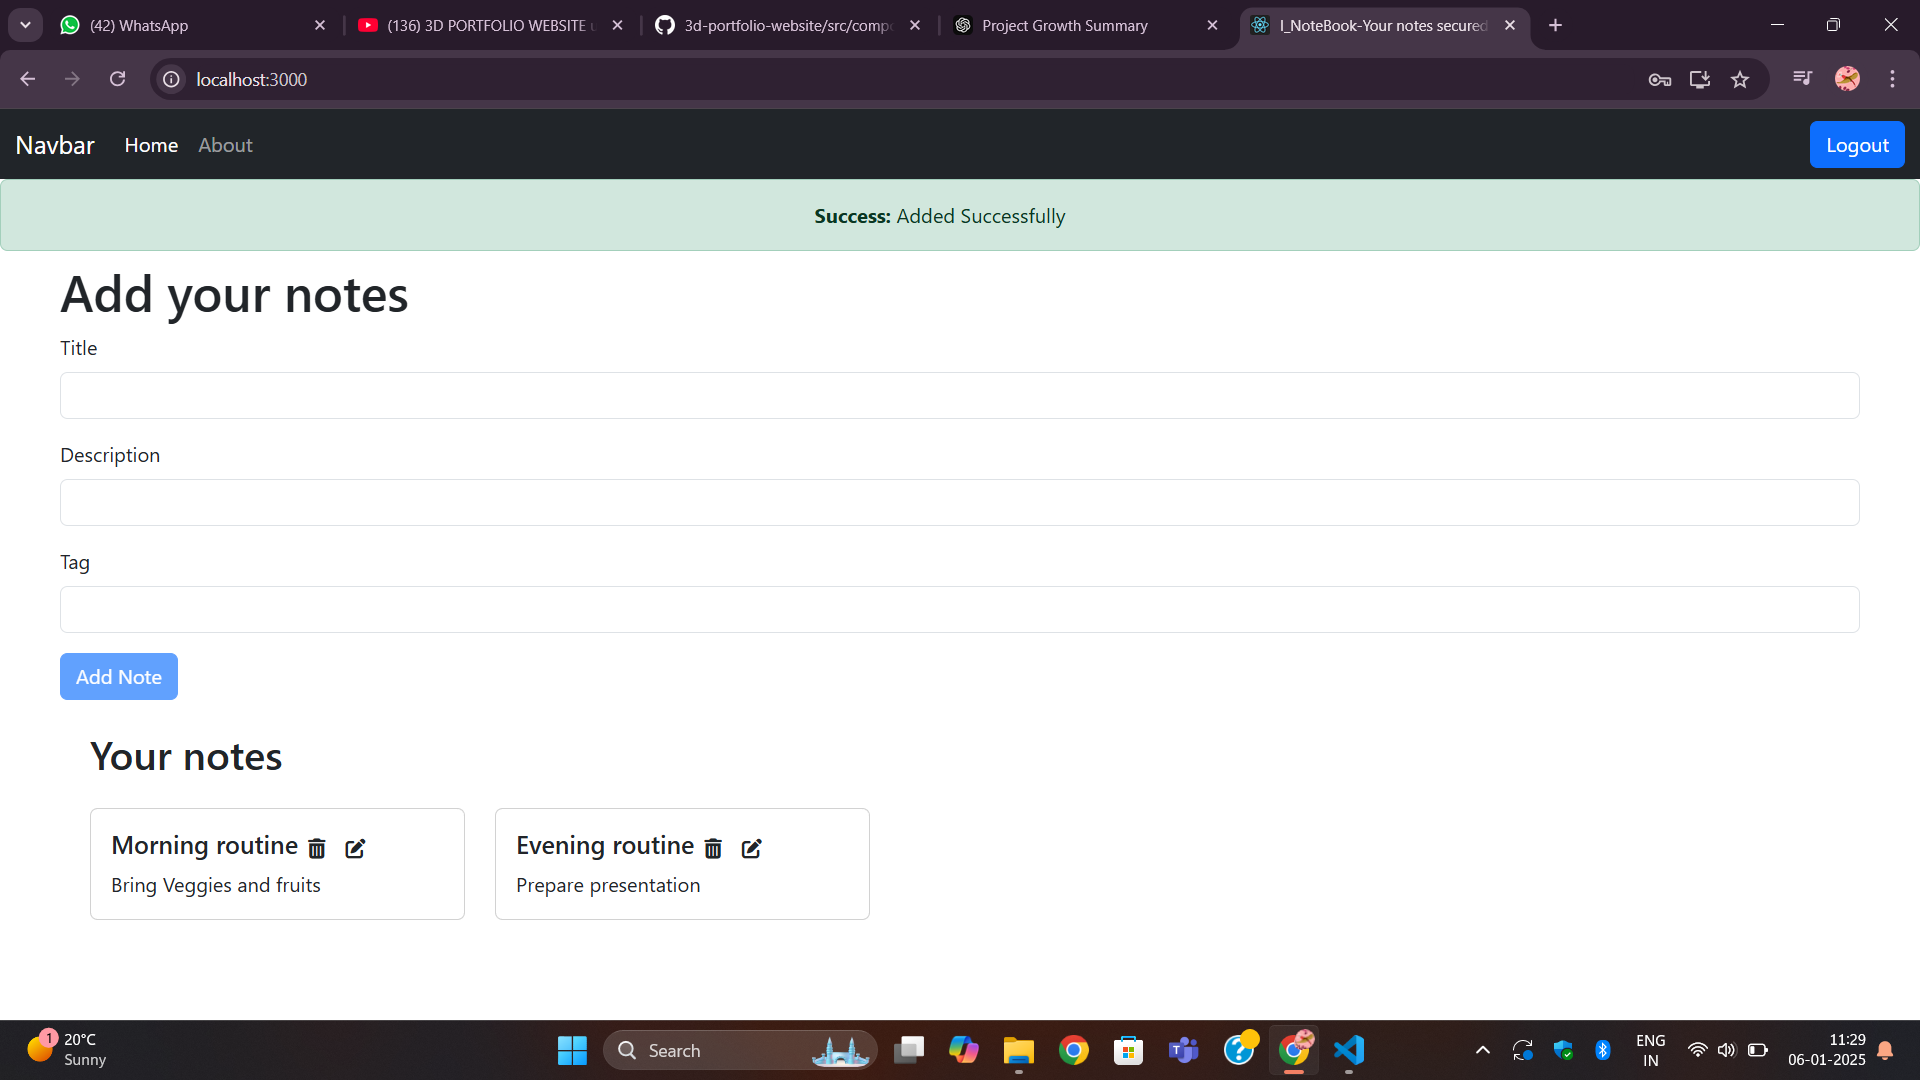 (42) WhatsApp
(136) 3D PORTFOLIO WEBSITE
3d-portfolio-website/src/comp
Project Growth Summary
I_NoteBook-Your notes secured
localhost:3000
Navbar
Home
About
Logout
Success: Added Successfully
Add your notes
Title
Description
Tag
Add Note
Your notes
Morning routine
Bring Veggies and fruits
Evening routine
Prepare presentation
1
20°C
Sunny
Search
T
ENG
IN
11:29
06-01-2025